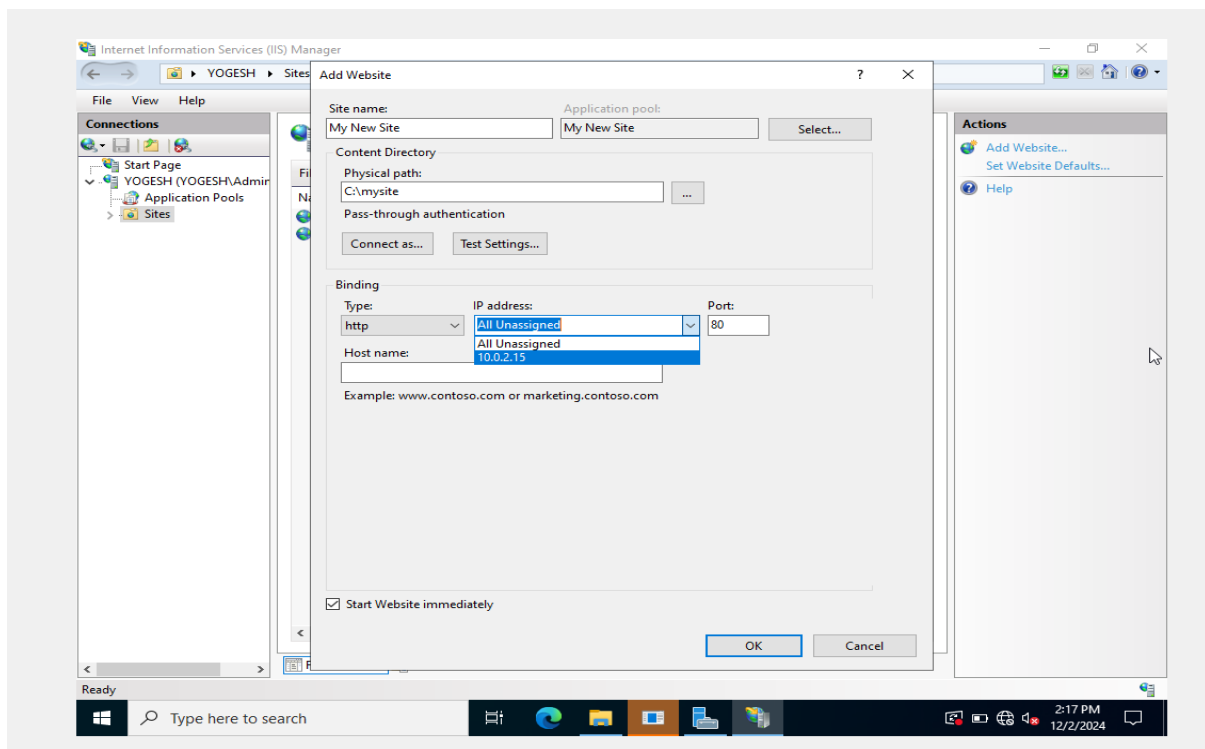 Internet Information Services (IIS) Manager
YOGESH
Sites
File View Help
Connections
Start Page
YOGESH (YOGESH\Admir
Application Pools
Sites
Add Website
?
Site name:
Application pool:
My New Site
My New Site
Select...
Content Directory
Physical path:
C:\mysite
...
Pass-through authentication
Connect as...
Test Settings...
Binding
Type:
IP address:
Port:
http
All Unassigned
80
All Unassigned
10.0.2.15
Host name:
Example: www.contoso.com or marketing.contoso.com
Start Website immediately
OK
Cancel
Actions
Add Website...
Set Website Defaults...
Help
Ready
Type here to search
2:17 PM
12/2/2024